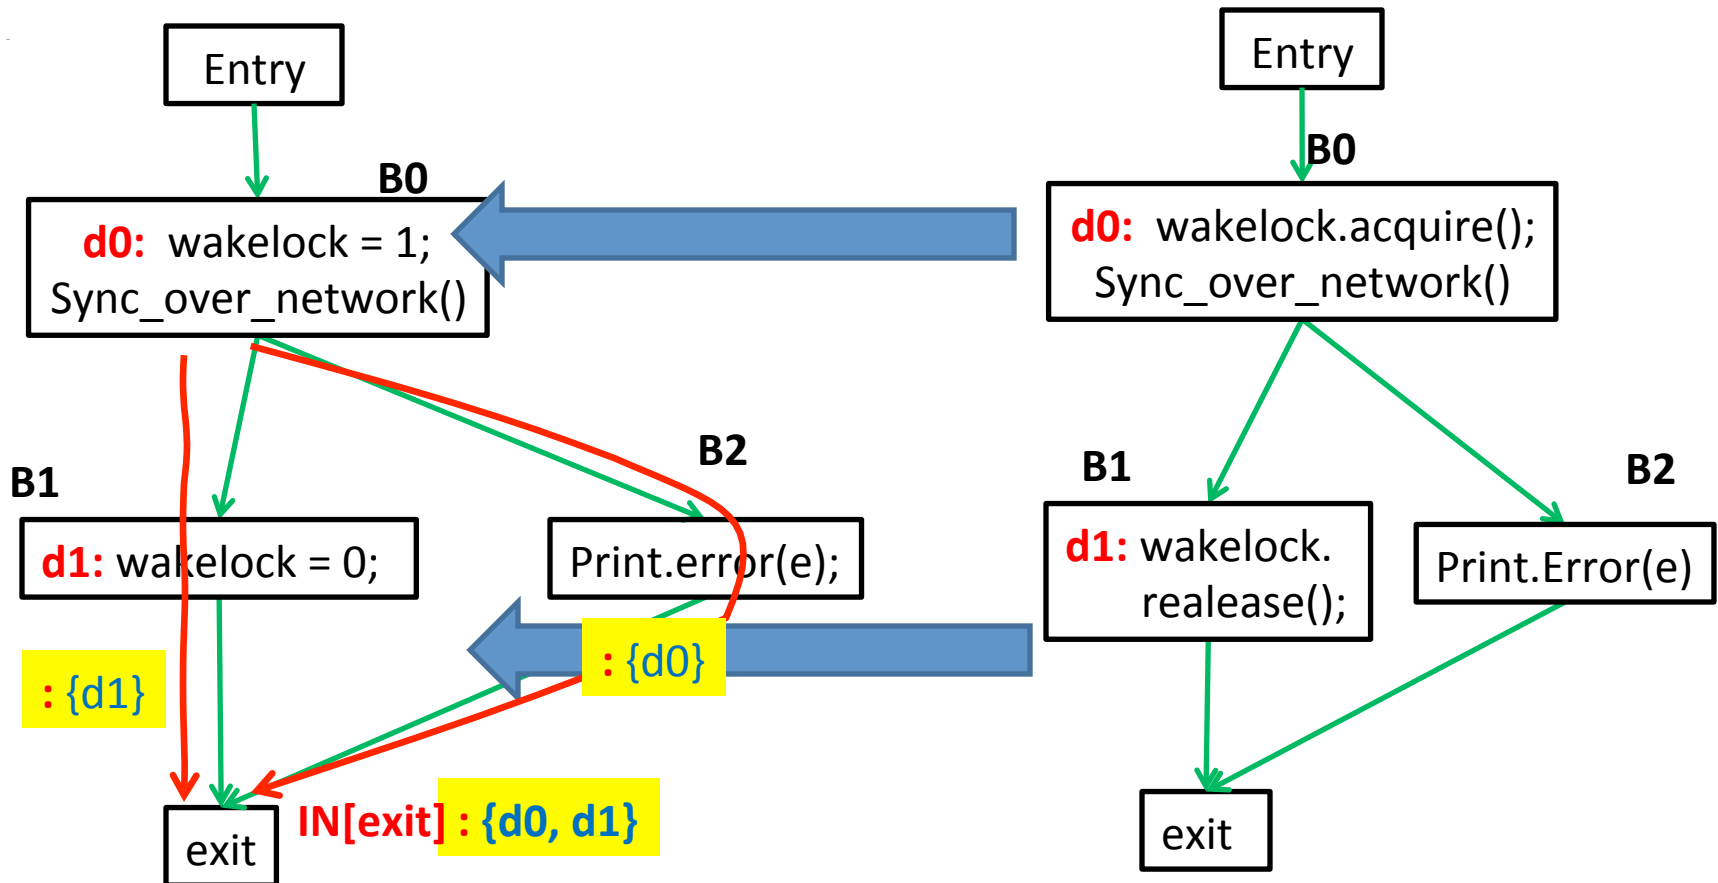 Entry
B0
d0: wakelock = 1;
Sync_over_network()
B1
d1: wakelock = 0;
B2
Print.error(e);
: {d1}
: {d0}
IN[exit] : {d0, d1}
exit
Entry
B0
d0: wakelock.acquire();
Sync_over_network()
B1
d1: wakelock.
realease();
B2
Print.Error(e)
exit